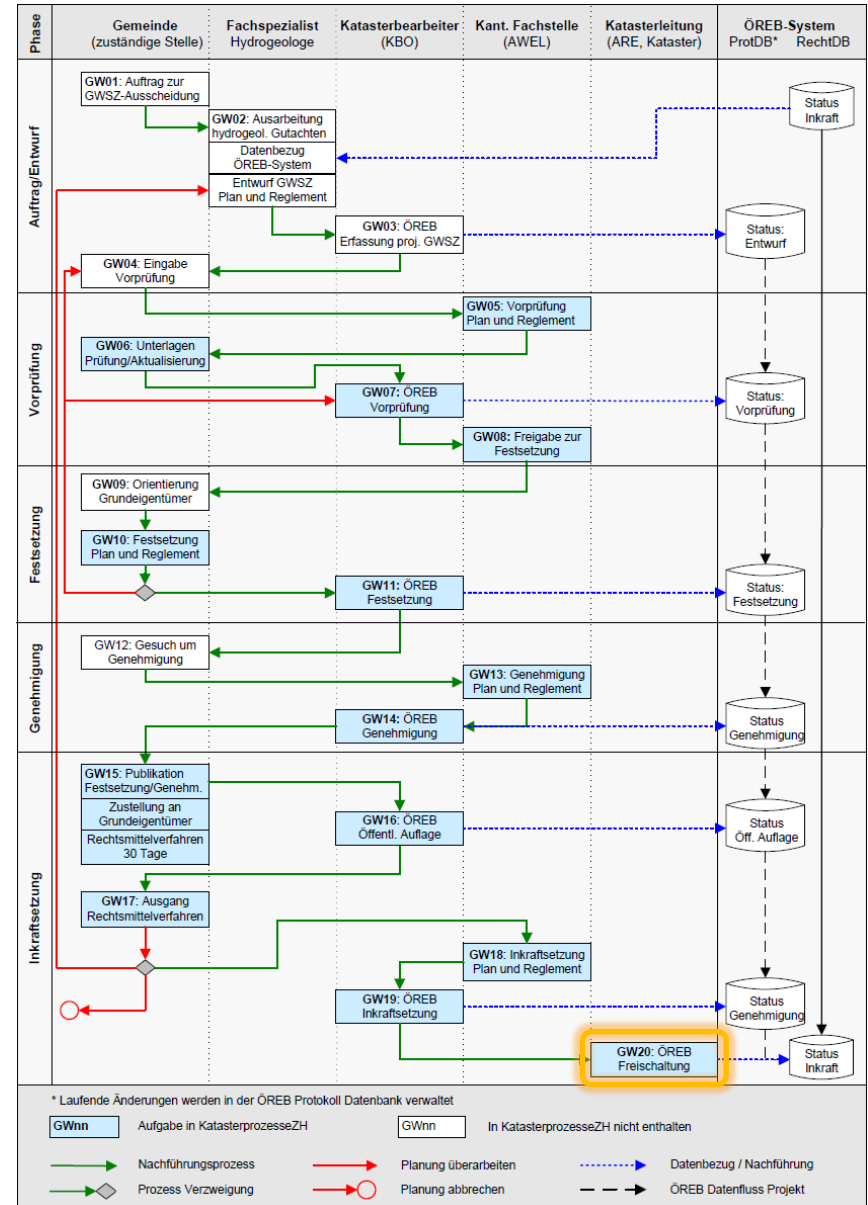 Phase
Gemeinde
(zuständige Stelle)
Fachspezialist
Hydrogeologe
Katasterbearbeiter
(KBO)
Kant. Fachstelle
(AWEL)
Katasterleitung
(ARE, Kataster)
ÖREB-System
ProtDB* RechtDB
Auftrag/Entwurf
GW01: Auftrag zur
GWSZ-Ausscheidung
Status
Inkraft
GW02: Ausarbeitung
hydrogeol. Gutachten
Datenbezug
ÖREB-System
Entwurf GWSZ
Plan und Reglement
GW03: ÖREB
Erfassung proj. GWSZ
Status:
Entwurf
GW04: Eingabe
Vorprüfung
Vorprüfung
GW05: Vorprüfung
Plan und Reglement
GW06: Unterlagen
Prüfung/Aktualisierung
GW07: ÖREB
Vorprüfung
Status:
Vorprüfung
GW08: Freigabe zur
Festsetzung
Festsetzung
GW09: Orientierung
Grundeigentümer
GW10: Festsetzung
Plan und Reglement
GW11: ÖREB
Festsetzung
Status:
Festsetzung
Genehmigung
GW12: Gesuch um
Genehmigung
GW13: Genehmigung
Plan und Reglement
GW14: ÖREB
Genehmigung
Status
Genehmigung
Inkraftsetzung
GW15: Publikation
Festsetzung/Genehm.
Zustellung an
Grundeigentümer
Rechtsmittelverfahren
30 Tage
GW16: ÖREB
Öffentl. Auflage
Status
Öff. Auflage
GW17: Ausgang
Rechtsmittelverfahren
GW18: Inkraftsetzung
Plan und Reglement
GW19: ÖREB
Inkraftsetzung
Status
Genehmigung
GW20: ÖREB
Freischaltung
Status
Inkraft
* Laufende Änderungen werden in der ÖREB Protokoll Datenbank verwaltet
GWnn Aufgabe in KatasterprozesseZH GWnn In KatasterprozesseZH nicht enthalten
Nachführungsprozess Planung überarbeiten Datenbezug / Nachführung
Prozess Verzweigung Planung abbrechen ÖREB Datenfluss Projekt